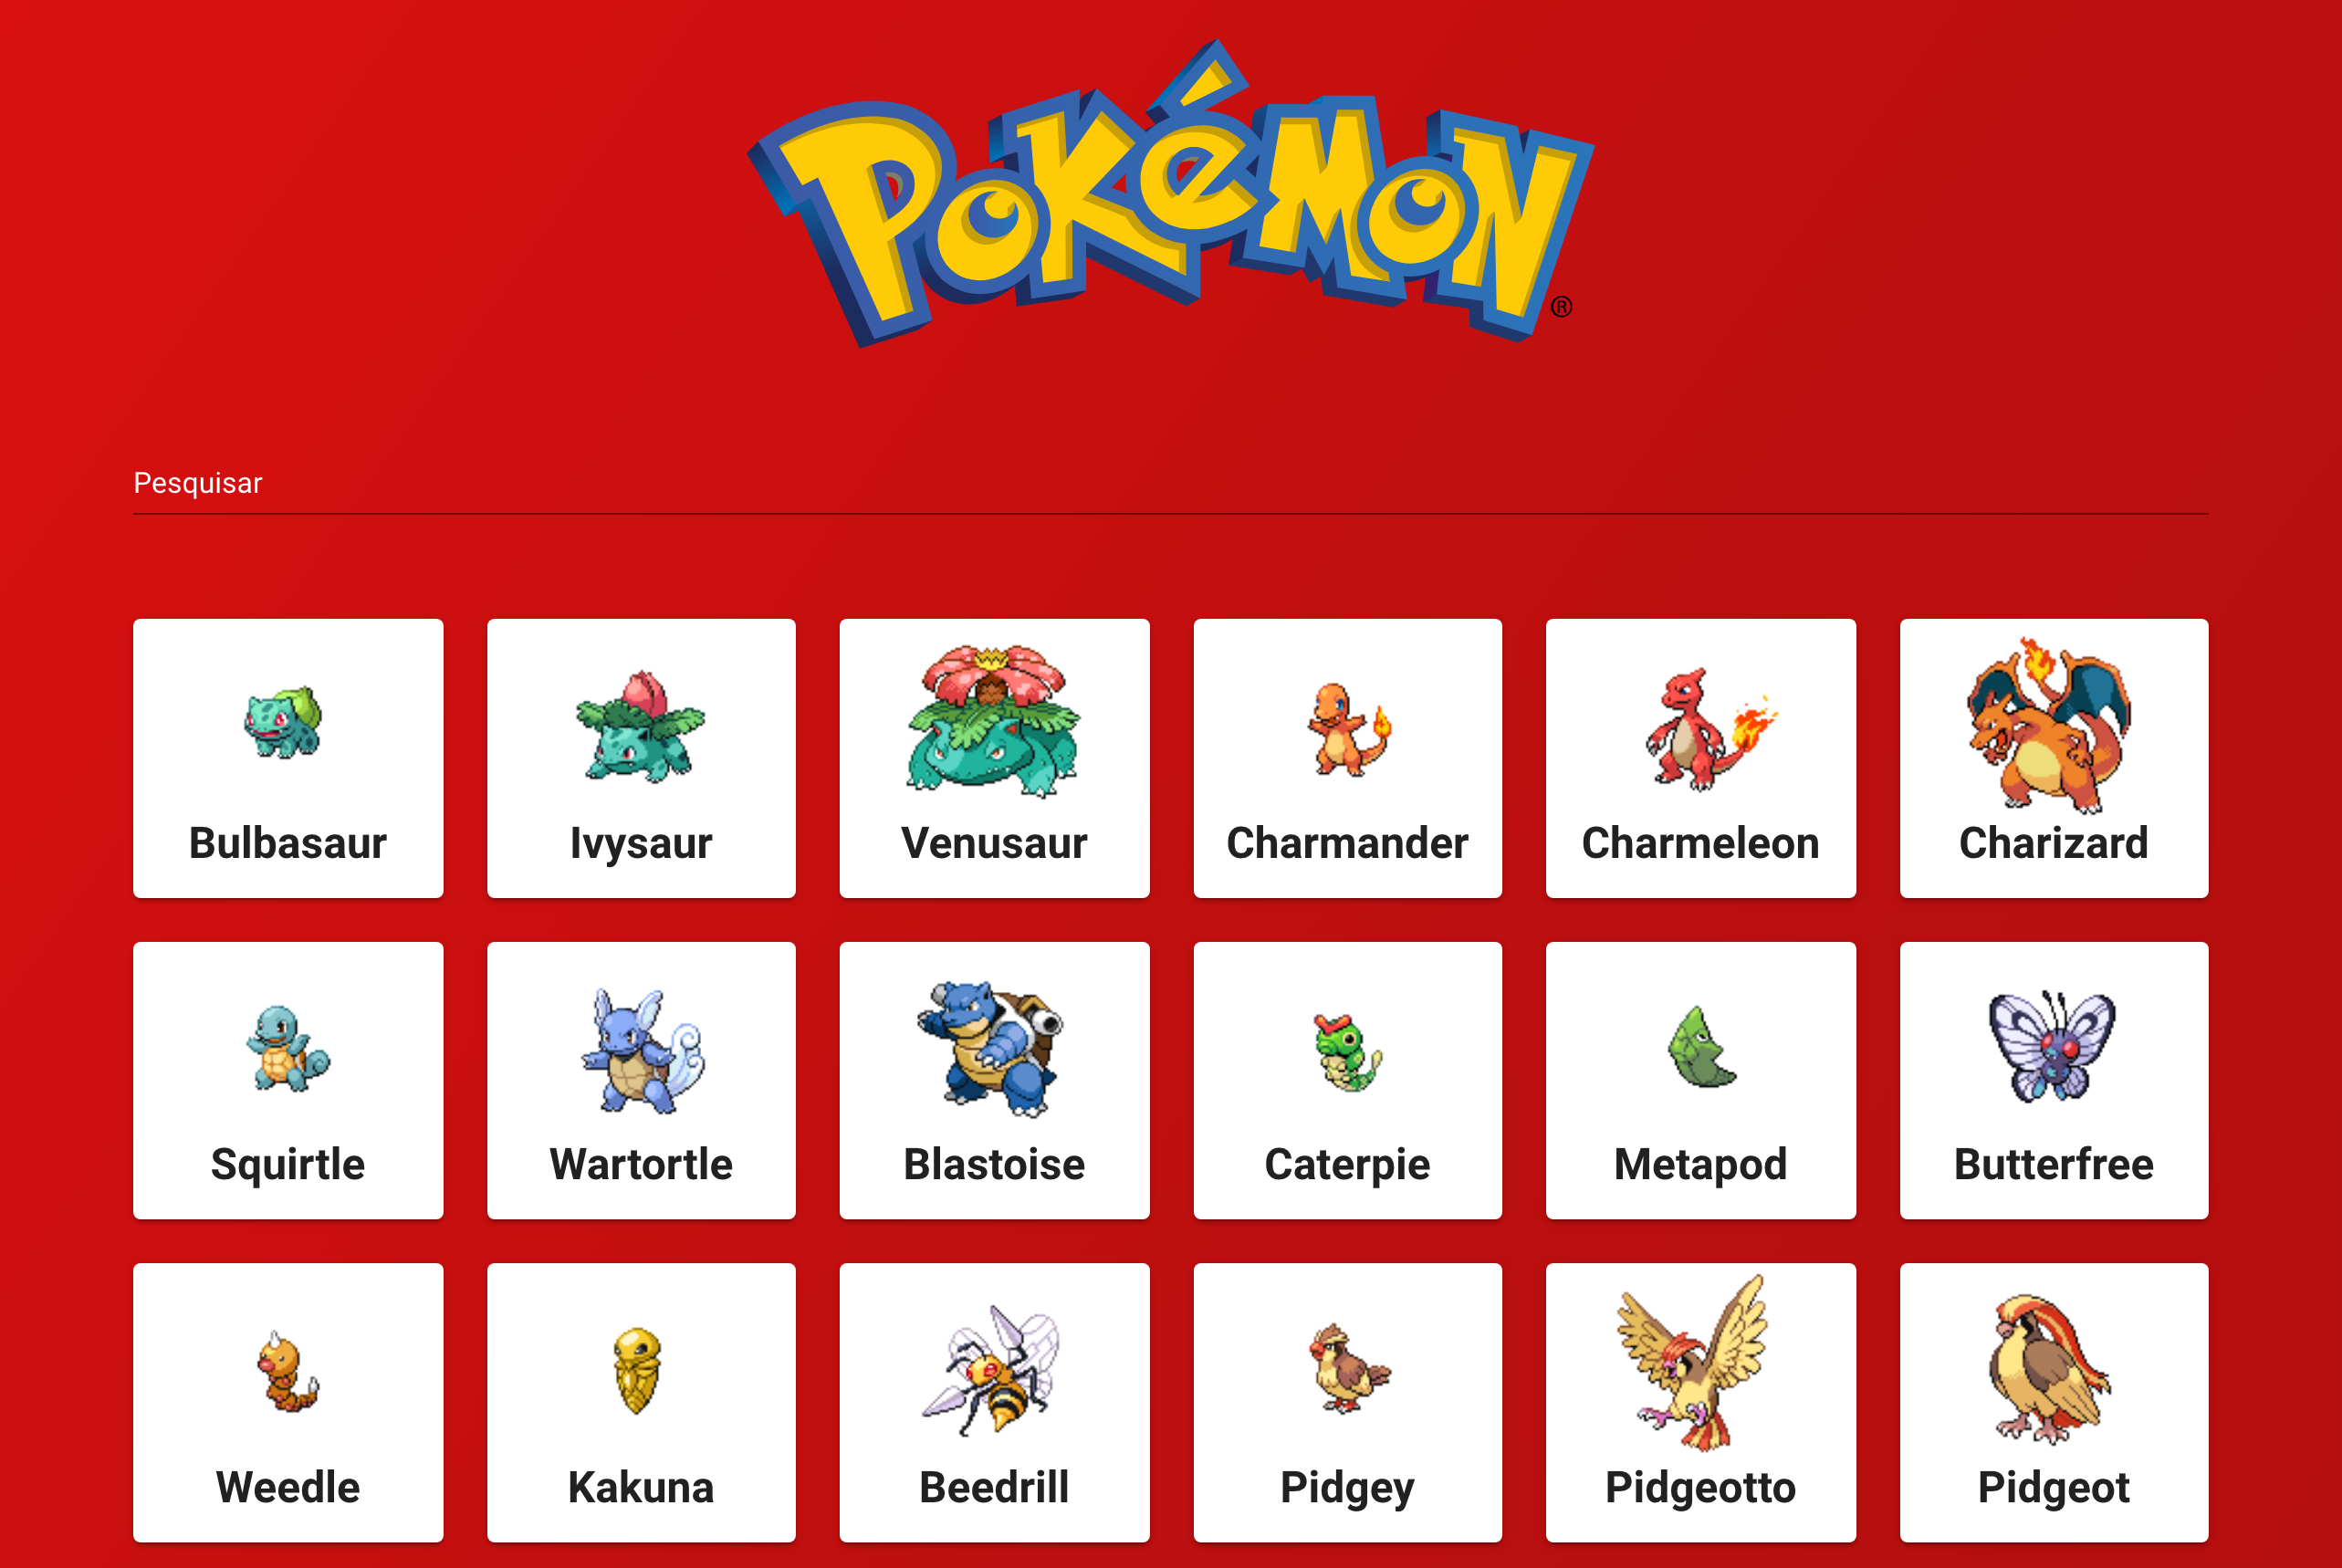 Pokémon
®
Pesquisar
Bulbasaur
Ivysaur
Venusaur
Charmander
Charmeleon
Charizard
Squirtle
Wartortle
Blastoise
Caterpie
Metapod
Butterfree
Weedle
Kakuna
Beedrill
Pidgey
Pidgeotto
Pidgeot